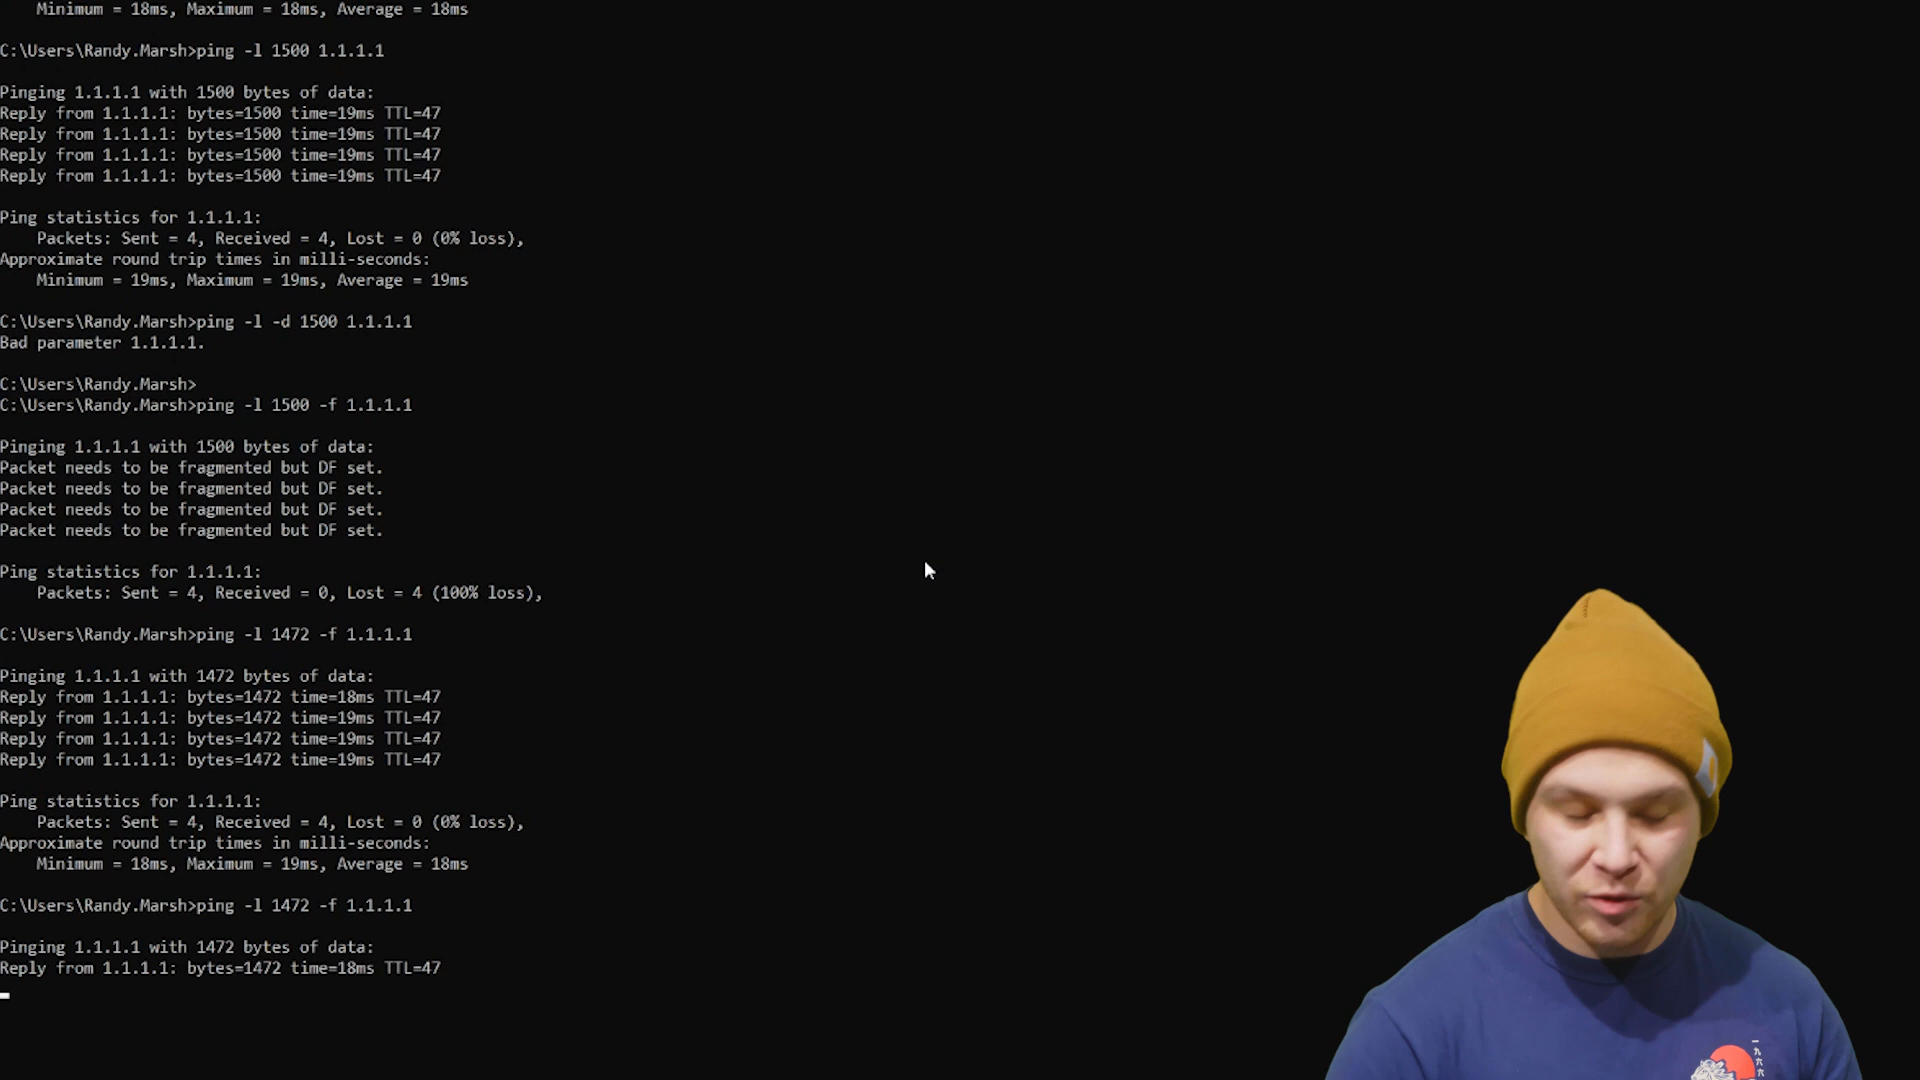 Minimum = 18ms, Maximum = 18ms, Average = 18ms
C:\Users\Randy.Marsh>ping -l 1500 1.1.1.1
Pinging 1.1.1.1 with 1500 bytes of data:
Reply from 1.1.1.1: bytes=1500 time=19ms TTL=47
Reply from 1.1.1.1: bytes=1500 time=19ms TTL=47
Reply from 1.1.1.1: bytes=1500 time=19ms TTL=47
Reply from 1.1.1.1: bytes=1500 time=19ms TTL=47
Ping statistics for 1.1.1.1:
Packets: Sent = 4, Received = 4, Lost = 0 (0% loss),
Approximate round trip times in milli-seconds:
Minimum = 19ms, Maximum = 19ms, Average = 19ms
C:\Users\Randy.Marsh>ping -l -d 1500 1.1.1.1
Bad parameter 1.1.1.1.
C:\Users\Randy.Marsh>
C:\Users\Randy.Marsh>ping -l 1500 -f 1.1.1.1
Pinging 1.1.1.1 with 1500 bytes of data:
Packet needs to be fragmented but DF set.
Packet needs to be fragmented but DF set.
Packet needs to be fragmented but DF set.
Packet needs to be fragmented but DF set.
Ping statistics for 1.1.1.1:
Packets: Sent = 4, Received = 0, Lost = 4 (100% loss),
C:\Users\Randy.Marsh>ping -l 1472 -f 1.1.1.1
Pinging 1.1.1.1 with 1472 bytes of data:
Reply from 1.1.1.1: bytes=1472 time=18ms TTL=47
Reply from 1.1.1.1: bytes=1472 time=19ms TTL=47
Reply from 1.1.1.1: bytes=1472 time=19ms TTL=47
Reply from 1.1.1.1: bytes=1472 time=19ms TTL=47
Ping statistics for 1.1.1.1:
Packets: Sent = 4, Received = 4, Lost = 0 (0% loss),
Approximate round trip times in milli-seconds:
Minimum = 18ms, Maximum = 19ms, Average = 18ms
C:\Users\Randy.Marsh>ping -l 1472 -f 1.1.1.1
Pinging 1.1.1.1 with 1472 bytes of data:
Reply from 1.1.1.1: bytes=1472 time=18ms TTL=47
一九六六